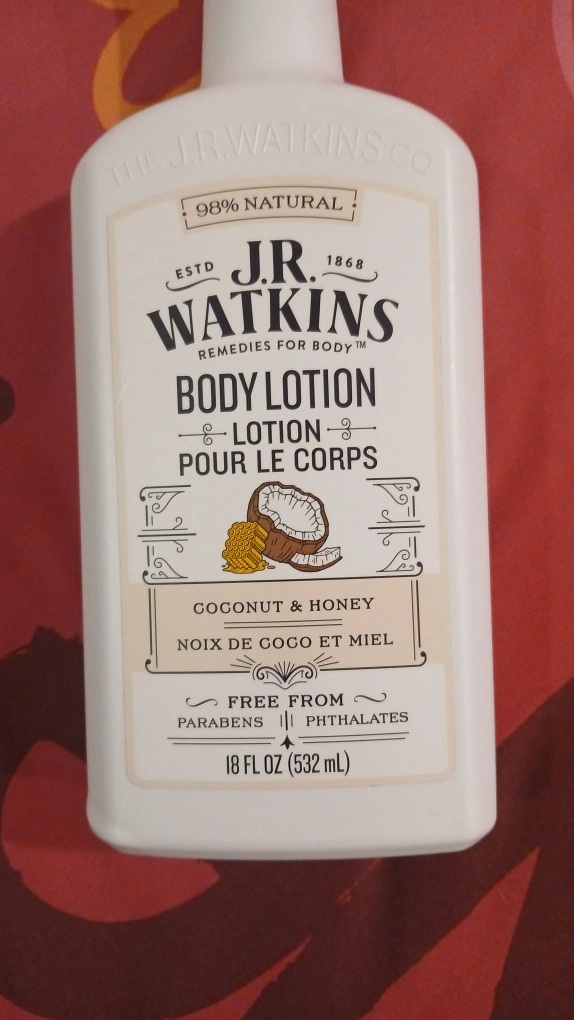 THE J.R. WATKINS CO.
98% NATURAL
ESTD J.R. 1868
WATKINS
REMEDIES FOR BODY™
BODY LOTION
LOTION
POUR LE CORPS
COCONUT & HONEY
NOIX DE COCO ET MIEL
FREE FROM
PARABENS PHTHALATES
18 FL OZ (532 mL)